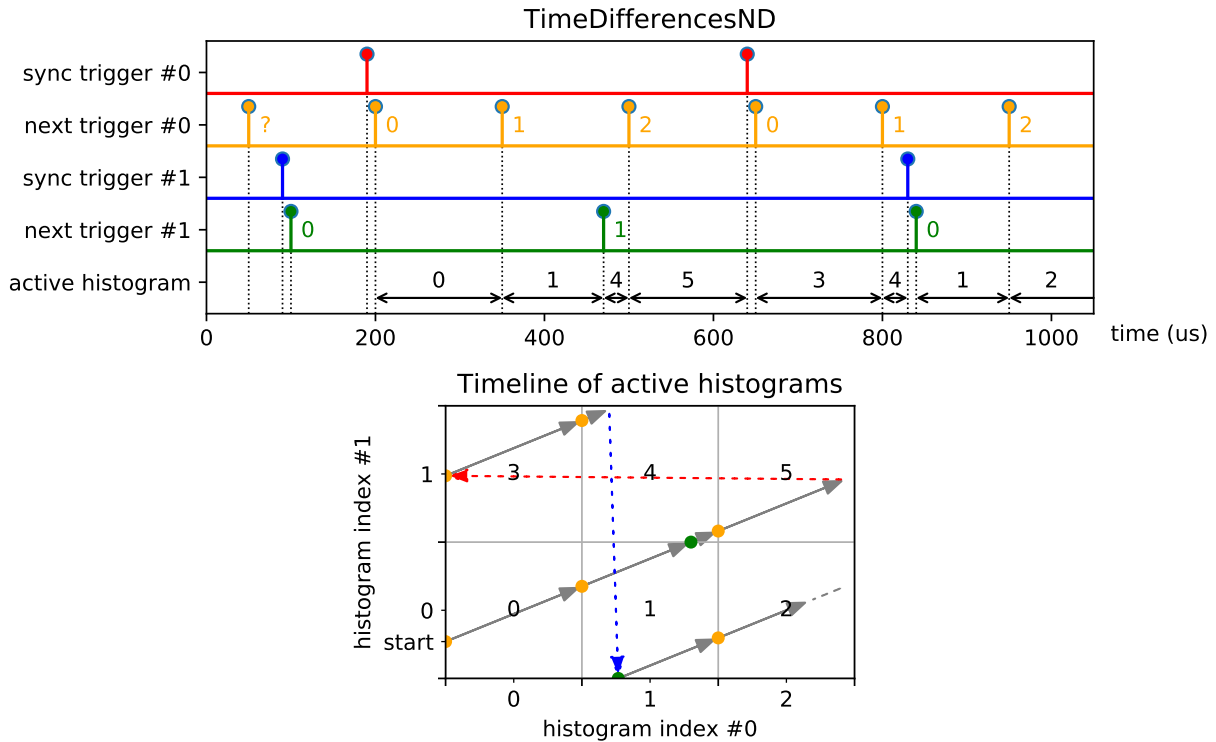 TimeDifferencesND
sync trigger #0
next trigger #0 ? 0 1 2 0 1 2
sync trigger #1
next trigger #1 0 1 0
active histogram 0 1 4 5 3 4 1 2
0 200 400 600 800 1000 time (us)
Timeline of active histograms
histogram index #1
1 3 4 5
0 0 1 2
start
0 1 2
histogram index #0